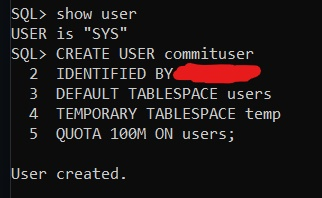 SQL> show user
USER is "SYS"
SQL> CREATE USER commituser
2 IDENTIFIED BY
3 DEFAULT TABLESPACE users
4 TEMPORARY TABLESPACE temp
5 QUOTA 100M ON users;
User created.